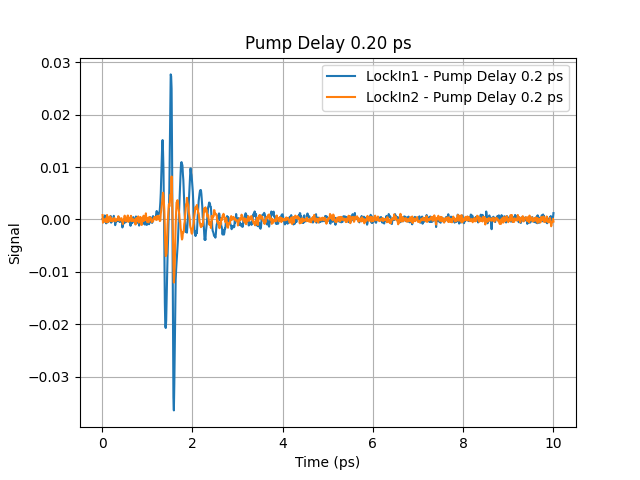 Pump Delay 0.20 ps
LockIn1 - Pump Delay 0.2 ps
LockIn2 - Pump Delay 0.2 ps
0.03
0.02
0.01
0.00
−0.01
−0.02
−0.03
Signal
0 2 4 6 8 10
Time (ps)